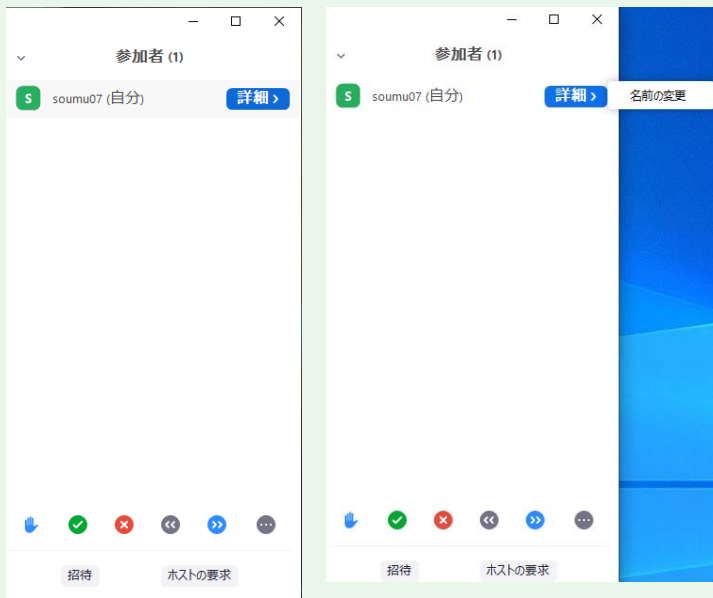 参加者 (1)
S soumu07 (自分) 詳細 >
招待 ホストの要求
参加者 (1)
S soumu07 (自分) 詳細 > 名前の変更
招待 ホストの要求